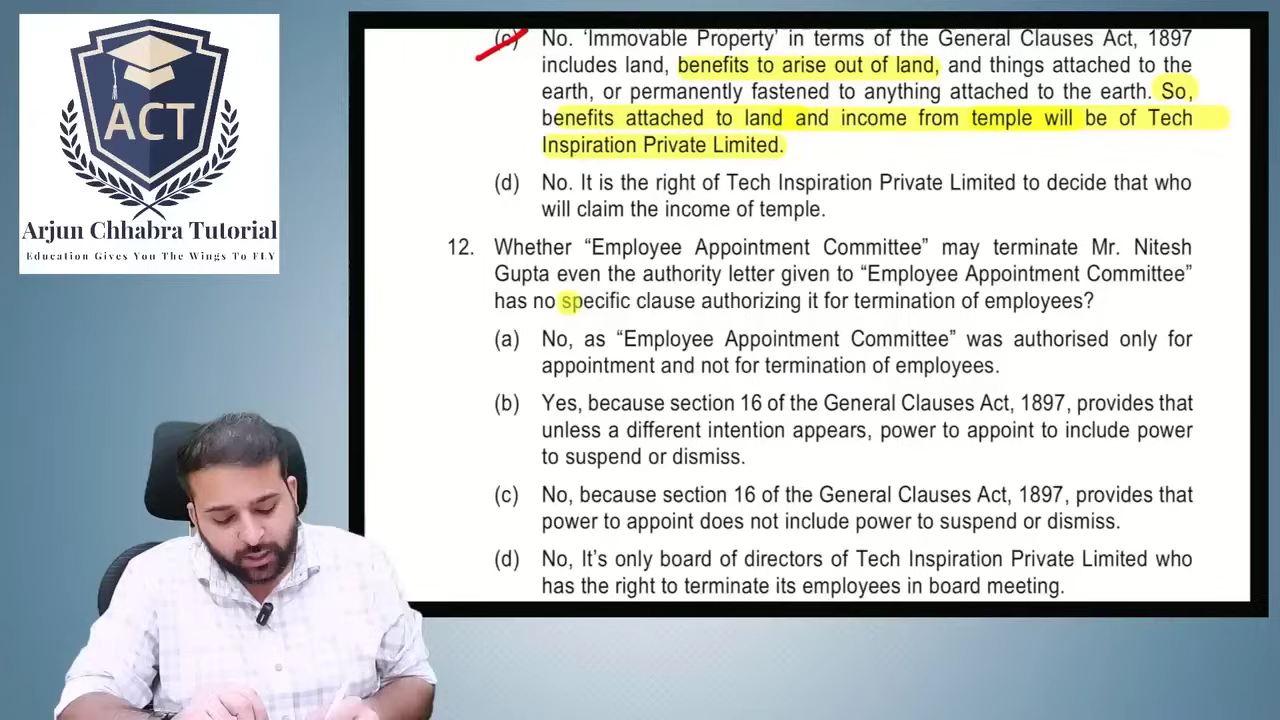 ACT
Arjun Chhabra Tutorial
Education Gives You The Wings To FLY
(c) No. ‘Immovable Property’ in terms of the General Clauses Act, 1897
includes land, benefits to arise out of land, and things attached to the
earth, or permanently fastened to anything attached to the earth. So,
benefits attached to land and income from temple will be of Tech
Inspiration Private Limited.
(d) No. It is the right of Tech Inspiration Private Limited to decide that who
will claim the income of temple.
12. Whether “Employee Appointment Committee” may terminate Mr. Nitesh
Gupta even the authority letter given to “Employee Appointment Committee”
has no specific clause authorizing it for termination of employees?
(a) No, as “Employee Appointment Committee” was authorised only for
appointment and not for termination of employees.
(b) Yes, because section 16 of the General Clauses Act, 1897, provides that
unless a different intention appears, power to appoint to include power
to suspend or dismiss.
(c) No, because section 16 of the General Clauses Act, 1897, provides that
power to appoint does not include power to suspend or dismiss.
(d) No, It’s only board of directors of Tech Inspiration Private Limited who
has the right to terminate its employees in board meeting.